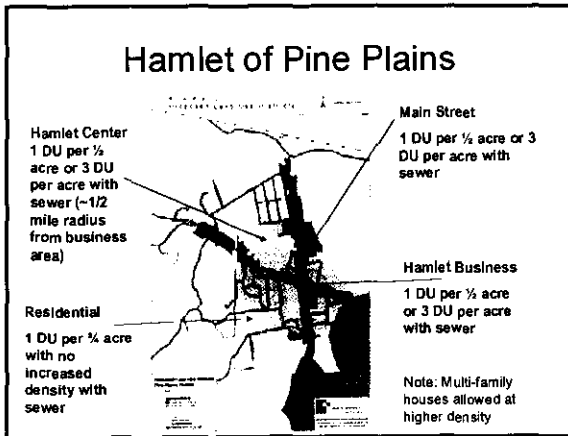 Hamlet of Pine Plains
Hamlet Center
1 DU per ½
acre or 3 DU
per acre with
sewer (~1/2
mile radius
from business
area)
Residential
1 DU per ¾ acre
with no
increased
density with
sewer
Main Street
1 DU per ½ acre or 3
DU per acre with
sewer
Hamlet Business
1 DU per ½ acre
or 3 DU per acre
with sewer
Note: Multi-family
houses allowed at
higher density